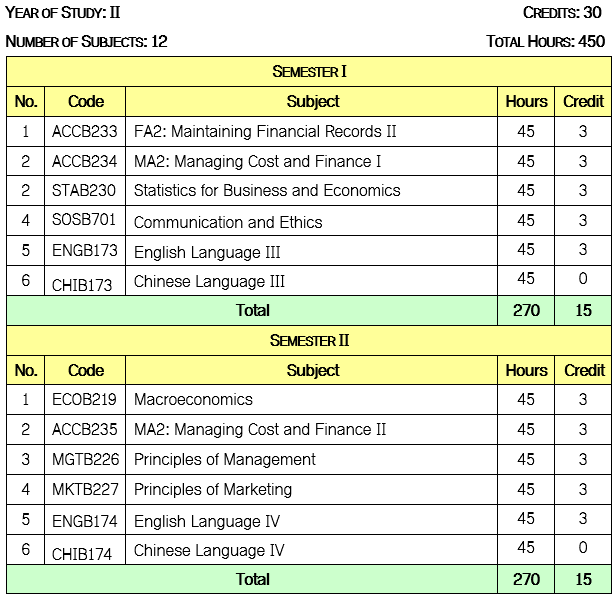 YEAR OF STUDY: II CREDITS: 30
NUMBER OF SUBJECTS: 12 TOTAL HOURS: 450
SEMESTER I
No. Code Subject Hours Credit
1 ACCB233 FA2: Maintaining Financial Records II 45 3
2 ACCB234 MA2: Managing Cost and Finance I 45 3
2 STAB230 Statistics for Business and Economics 45 3
4 SOSB701 Communication and Ethics 45 3
5 ENGB173 English Language III 45 3
6 CHIB173 Chinese Language III 45 0
Total 270 15
SEMESTER II
No. Code Subject Hours Credit
1 ECOB219 Macroeconomics 45 3
2 ACCB235 MA2: Managing Cost and Finance II 45 3
3 MGTB226 Principles of Management 45 3
4 MKTB227 Principles of Marketing 45 3
5 ENGB174 English Language IV 45 3
6 CHIB174 Chinese Language IV 45 0
Total 270 15